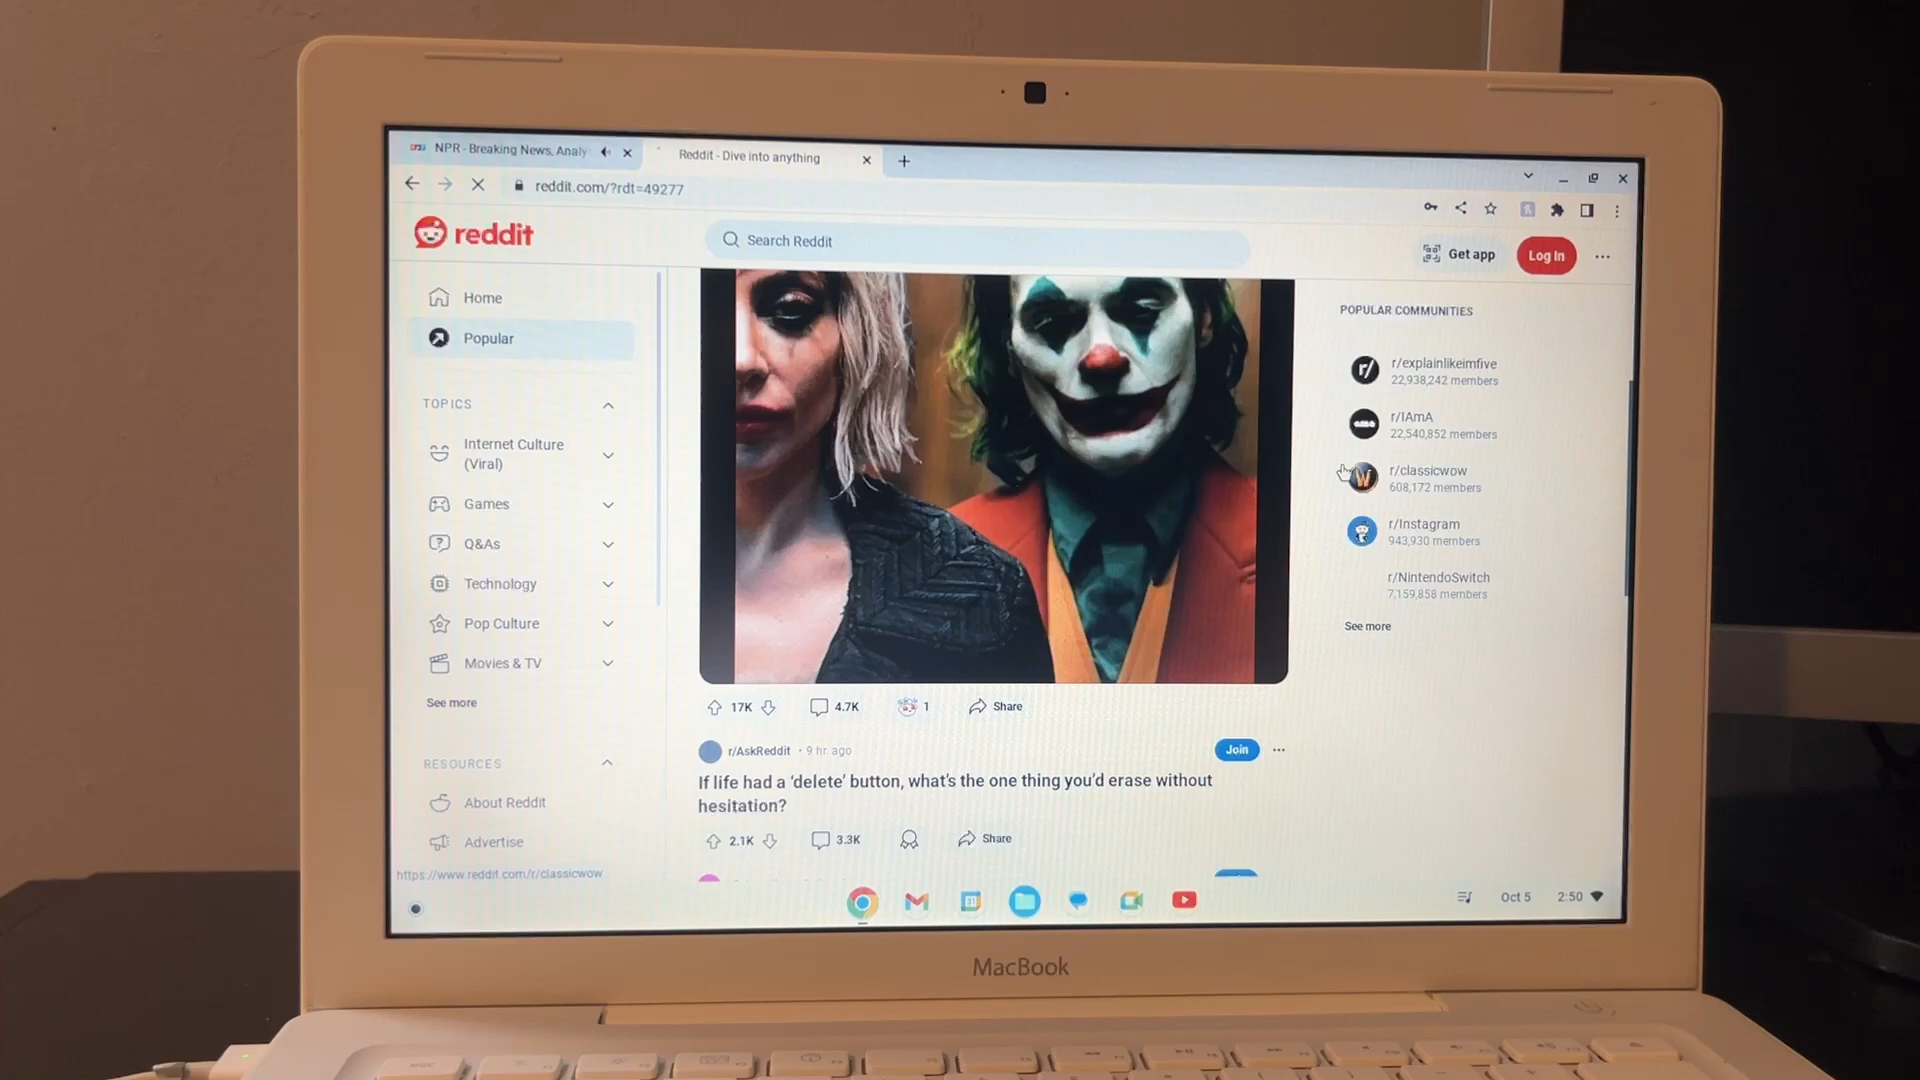 NPR - Breaking News, Analy
Reddit - Dive into anything
reddit.com/?rdt=49277
reddit
Search Reddit
Get app
Log In
Home
Popular
TOPICS
Internet Culture
(Viral)
Games
Q&As
Technology
Pop Culture
Movies & TV
See more
RESOURCES
About Reddit
Advertise
https://www.reddit.com/r/classicwow
17K
4.7K
1
Share
r/AskReddit • 9 hr. ago
Join
If life had a ‘delete’ button, what's the one thing you'd erase without
hesitation?
2.1K
3.3K
Share
POPULAR COMMUNITIES
r/explainlikeimfive
22,938,242 members
r/IAmA
22,540,852 members
r/classicwow
608,172 members
r/Instagram
943,930 members
r/NintendoSwitch
7,159,858 members
See more
31
Oct 5
2:50
MacBook